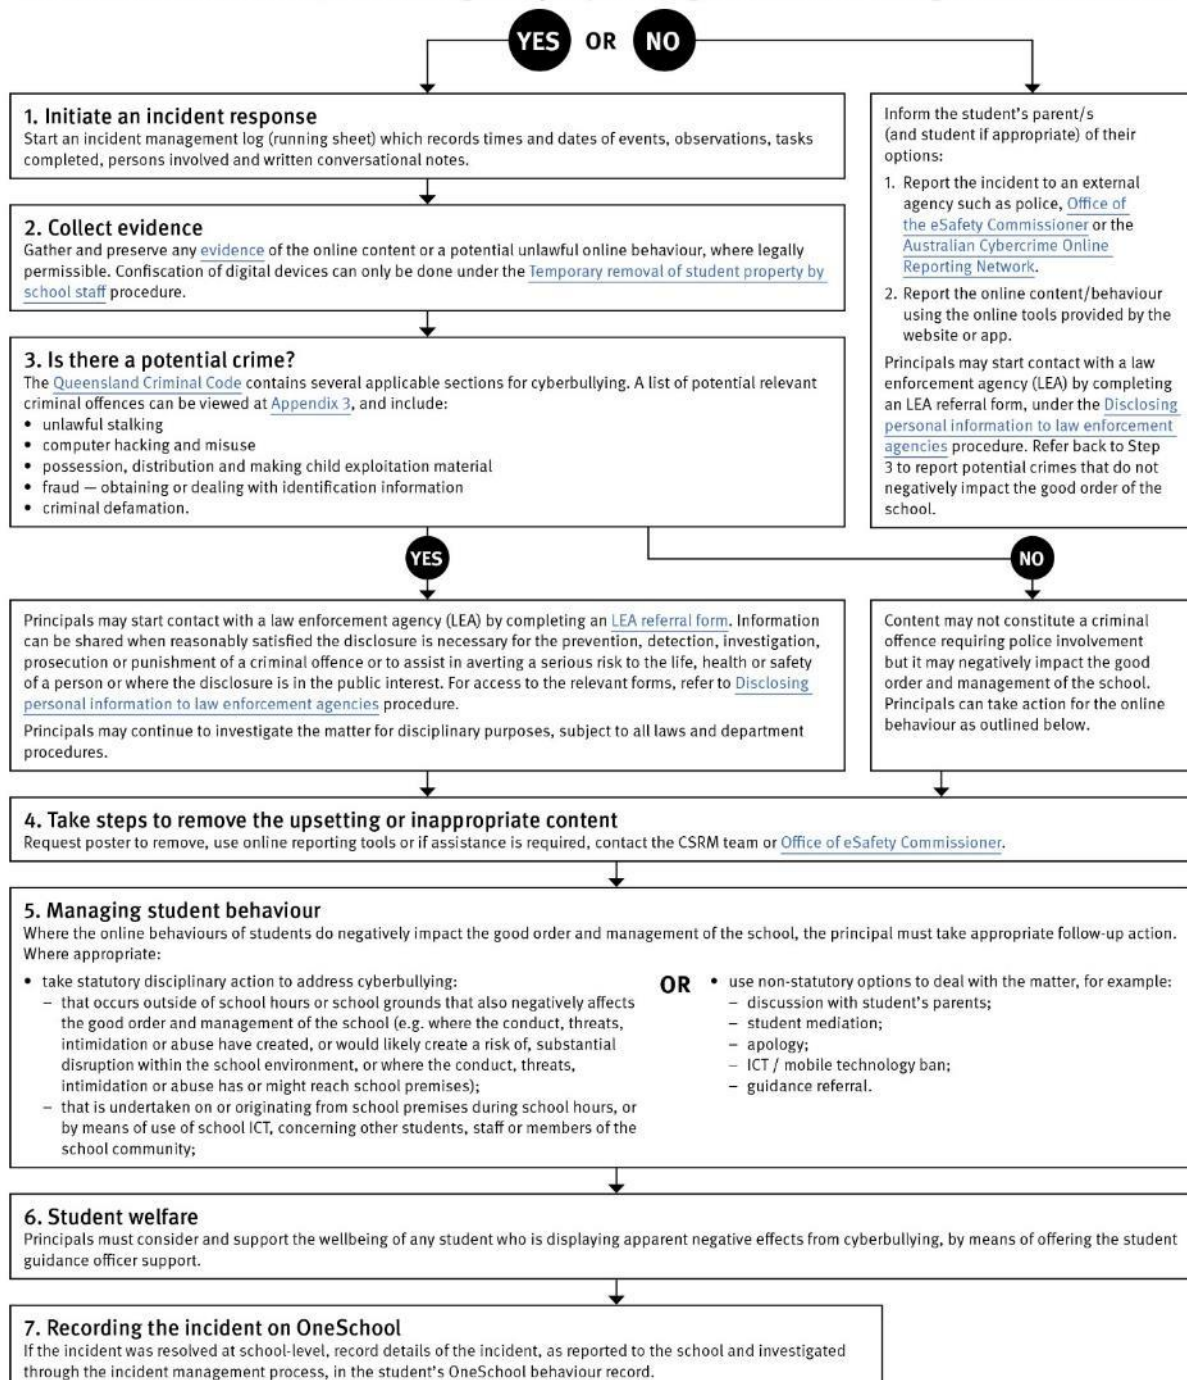 YES OR NO
1. Initiate an incident response
Start an incident management log (running sheet) which records times and dates of events, observations, tasks
completed, persons involved and written conversational notes.
2. Collect evidence
Gather and preserve any evidence of the online content or a potential unlawful online behaviour, where legally
permissible. Confiscation of digital devices can only be done under the Temporary removal of student property by
school staff procedure.
3. Is there a potential crime?
The Queensland Criminal Code contains several applicable sections for cyberbullying. A list of potential relevant
criminal offences can be viewed at Appendix 3, and include:
• unlawful stalking
• computer hacking and misuse
• possession, distribution and making child exploitation material
• fraud — obtaining or dealing with identification information
• criminal defamation.
Inform the student's parent/s
(and student if appropriate) of their
options:
1. Report the incident to an external
agency such as police, Office of
the eSafety Commissioner or the
Australian Cybercrime Online
Reporting Network.
2. Report the online content/behaviour
using the online tools provided by the
website or app.
Principals may start contact with a law
enforcement agency (LEA) by completing
an LEA referral form, under the Disclosing
personal information to law enforcement
agencies procedure. Refer back to Step
3 to report potential crimes that do not
negatively impact the good order of the
school.
YES
NO
Principals may start contact with a law enforcement agency (LEA) by completing an LEA referral form. Information
can be shared when reasonably satisfied the disclosure is necessary for the prevention, detection, investigation,
prosecution or punishment of a criminal offence or to assist in averting a serious risk to the life, health or safety
of a person or where the disclosure is in the public interest. For access to the relevant forms, refer to Disclosing
personal information to law enforcement agencies procedure.
Principals may continue to investigate the matter for disciplinary purposes, subject to all laws and department
procedures.
Content may not constitute a criminal
offence requiring police involvement
but it may negatively impact the good
order and management of the school.
Principals can take action for the online
behaviour as outlined below.
4. Take steps to remove the upsetting or inappropriate content
Request poster to remove, use online reporting tools or if assistance is required, contact the CSRM team or Office of eSafety Commissioner.
5. Managing student behaviour
Where the online behaviours of students do negatively impact the good order and management of the school, the principal must take appropriate follow-up action.
Where appropriate:
• take statutory disciplinary action to address cyberbullying:
– that occurs outside of school hours or school grounds that also negatively affects
the good order and management of the school (e.g. where the conduct, threats,
intimidation or abuse have created, or would likely create a risk of, substantial
disruption within the school environment, or where the conduct, threats,
intimidation or abuse has or might reach school premises);
– that is undertaken on or originating from school premises during school hours, or
by means of use of school ICT, concerning other students, staff or members of the
school community;
OR
• use non-statutory options to deal with the matter, for example:
– discussion with student's parents;
– student mediation;
– apology;
– ICT / mobile technology ban;
– guidance referral.
6. Student welfare
Principals must consider and support the wellbeing of any student who is displaying apparent negative effects from cyberbullying, by means of offering the student
guidance officer support.
7. Recording the incident on OneSchool
If the incident was resolved at school-level, record details of the incident, as reported to the school and investigated
through the incident management process, in the student's OneSchool behaviour record.